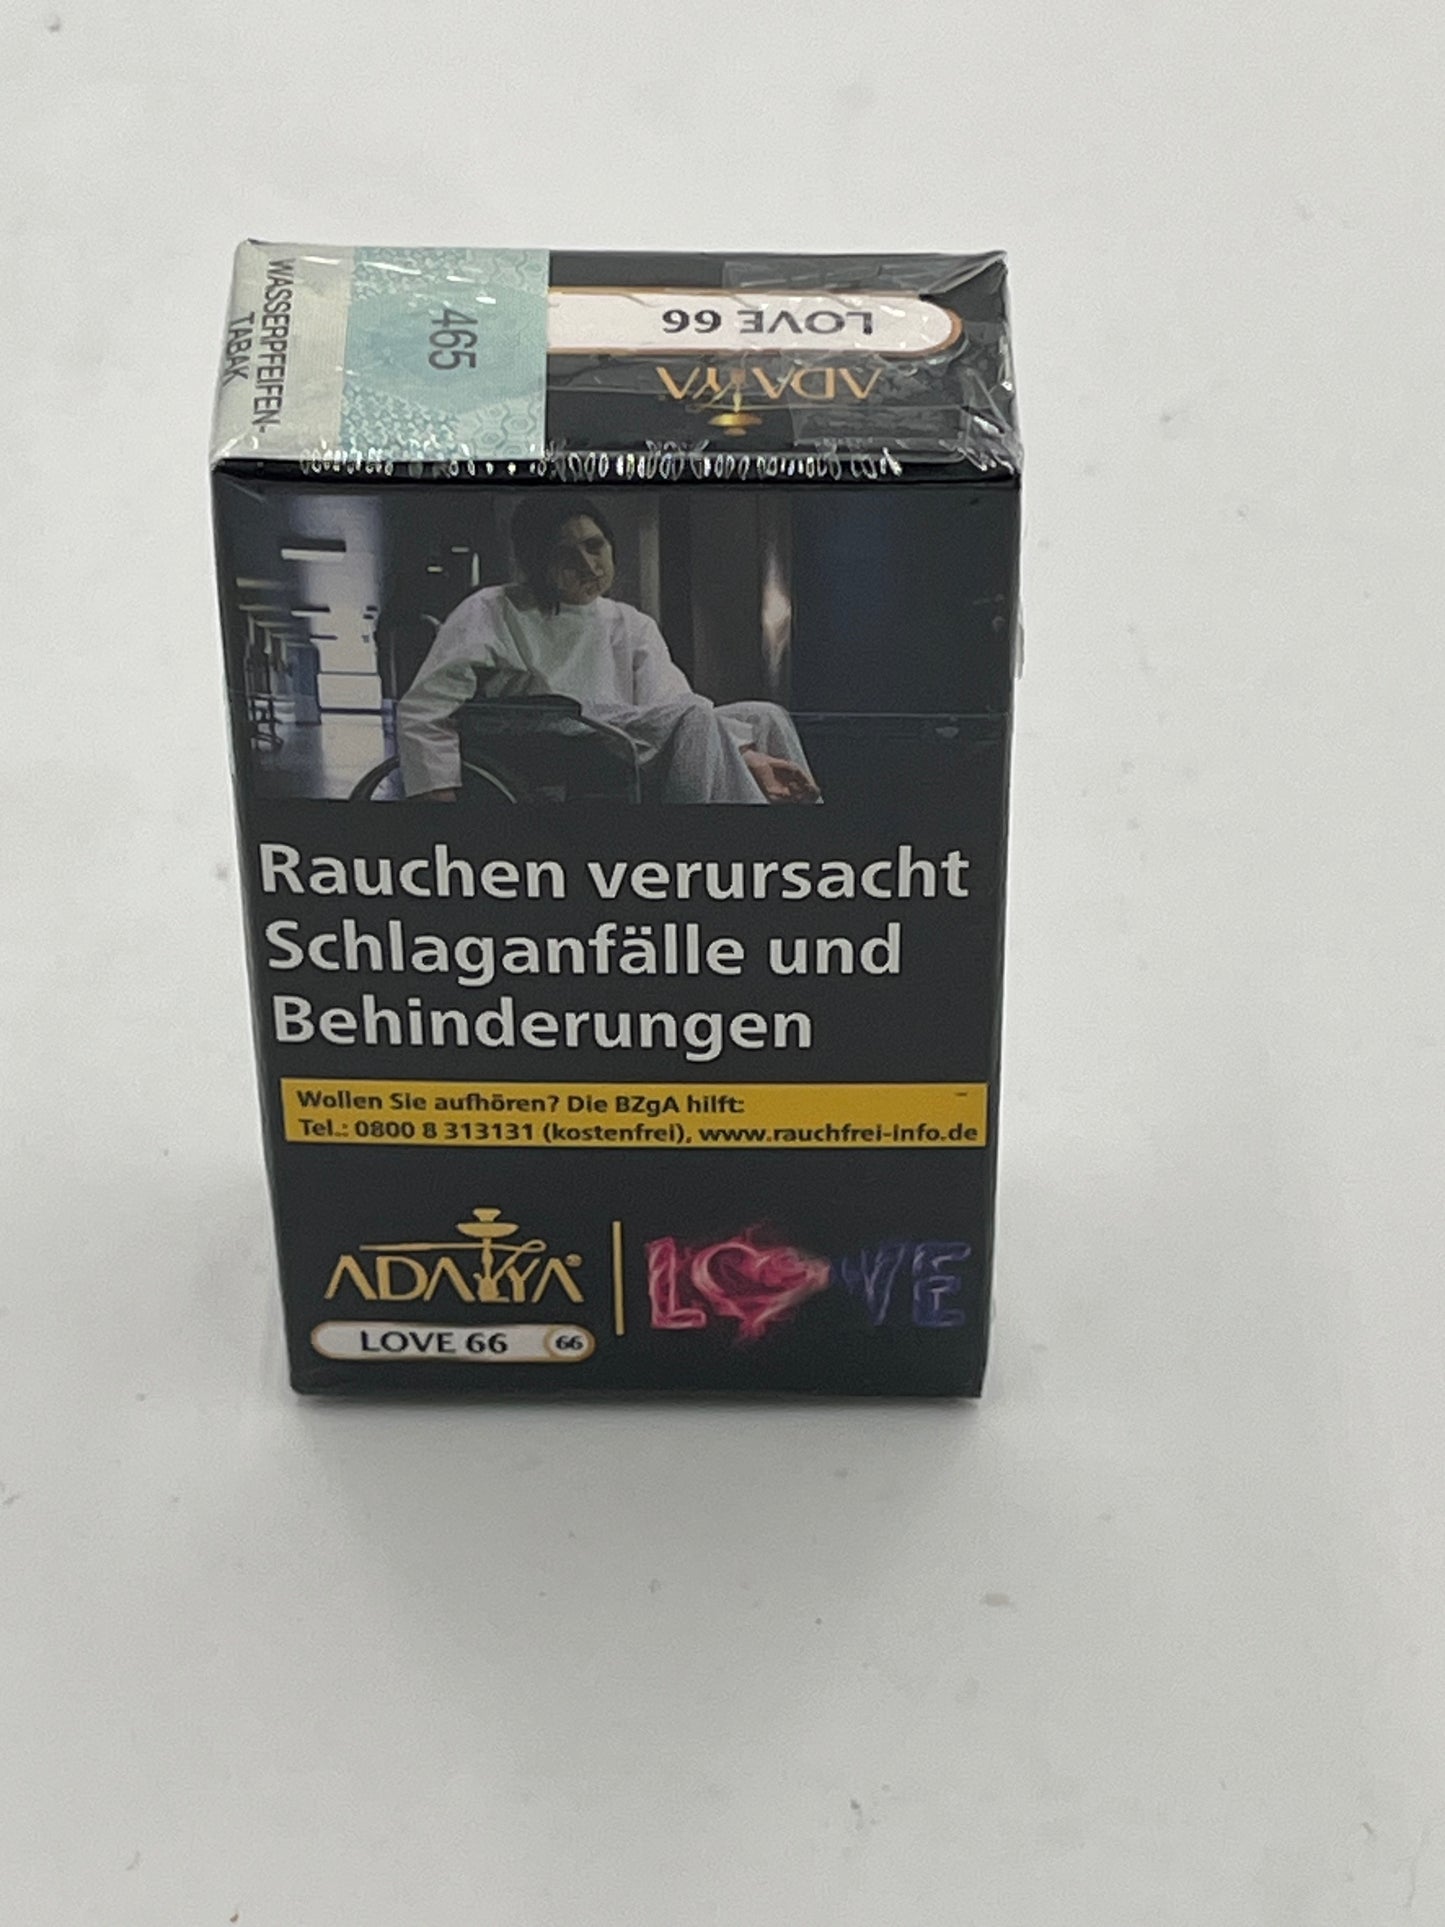 WASSERPFEIFEN-
TABAK
465
LOVE 66
ADALYA
Rauchen verursacht
Schlaganfälle und
Behinderungen
Wollen Sie aufhören? Die BZgA hilft:
Tel.: 0800 8 313131 (kostenfrei), www.rauchfrei-info.de
ADALYA®
LOVE 66 66
LOVE